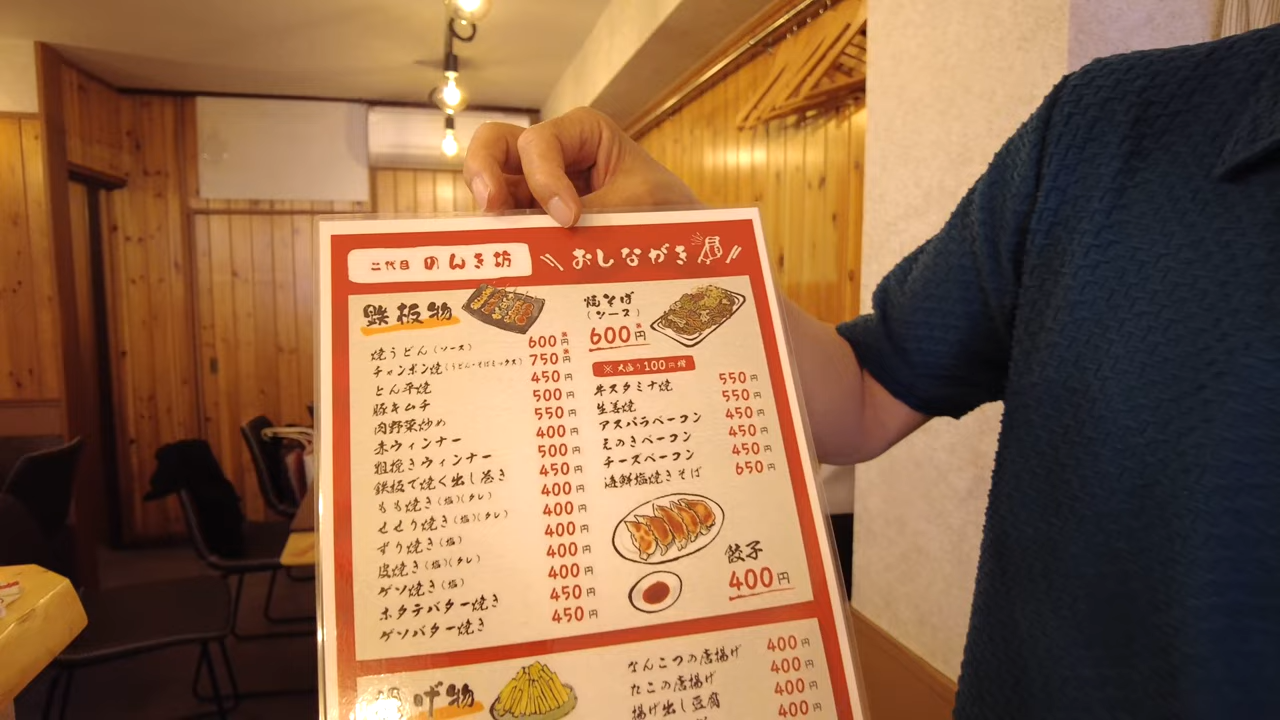 二代目 のんき坊
おしながき
鉄板物
焼うどん(ソース) 600円
チャンポン焼(うどん・そばミックス) 750円
とん平焼 450円
豚キムチ 500円
肉野菜炒め 550円
赤ウィンナー 400円
粗挽きウィンナー 500円
鉄板で焼く出し巻き 450円
もも焼き(塩)(タレ) 400円
せせり焼き(塩)(タレ) 400円
ずり焼き(塩) 400円
皮焼き(塩)(タレ) 400円
ゲソ焼き(塩) 400円
ホタテバター焼き 450円
ゲソバター焼き 450円
焼そば
(ソース)
600円
※大盛り100円増
牛スタミナ焼 550円
生姜焼 550円
アスパラベーコン 450円
えのきベーコン 450円
チーズベーコン 450円
海鮮塩焼きそば 650円
餃子
400円
げ物
なんこつの唐揚げ 400円
たこの唐揚げ 400円
揚げ出し豆腐 400円
400円